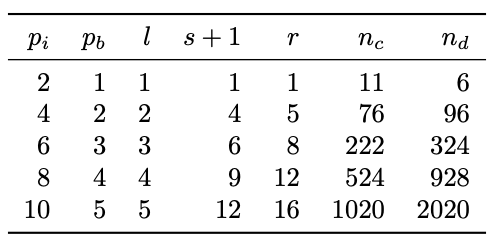 p_i p_b l s + 1 r n_c n_d
2 1 1 1 1 11 6
4 2 2 4 5 76 96
6 3 3 6 8 222 324
8 4 4 9 12 524 928
10 5 5 12 16 1020 2020